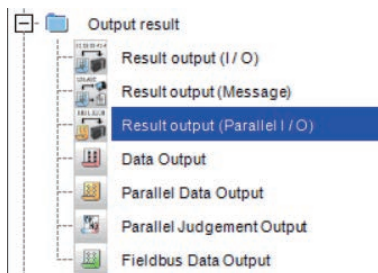 Output result
Result output (I / O)
Result output (Message)
Result output (Parallel I / O)
Data Output
Parallel Data Output
Parallel Judgement Output
Fieldbus Data Output